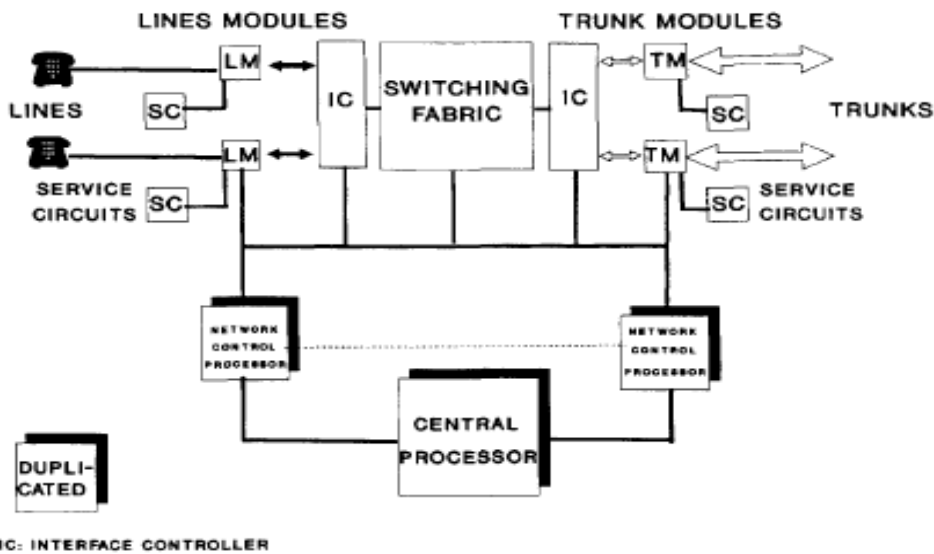 LINES MODULES
TRUNK MODULES
LM
IC
SWITCHING
FABRIC
IC
TM
LINES
SC
SC
TRUNKS
LM
TM
SERVICE
CIRCUITS
SC
SC
SERVICE
CIRCUITS
NETWORK
CONTROL
PROCESSOR
NETWORK
CONTROL
PROCESSOR
CENTRAL
PROCESSOR
DUPLI-
CATED
IC: INTERFACE CONTROLLER